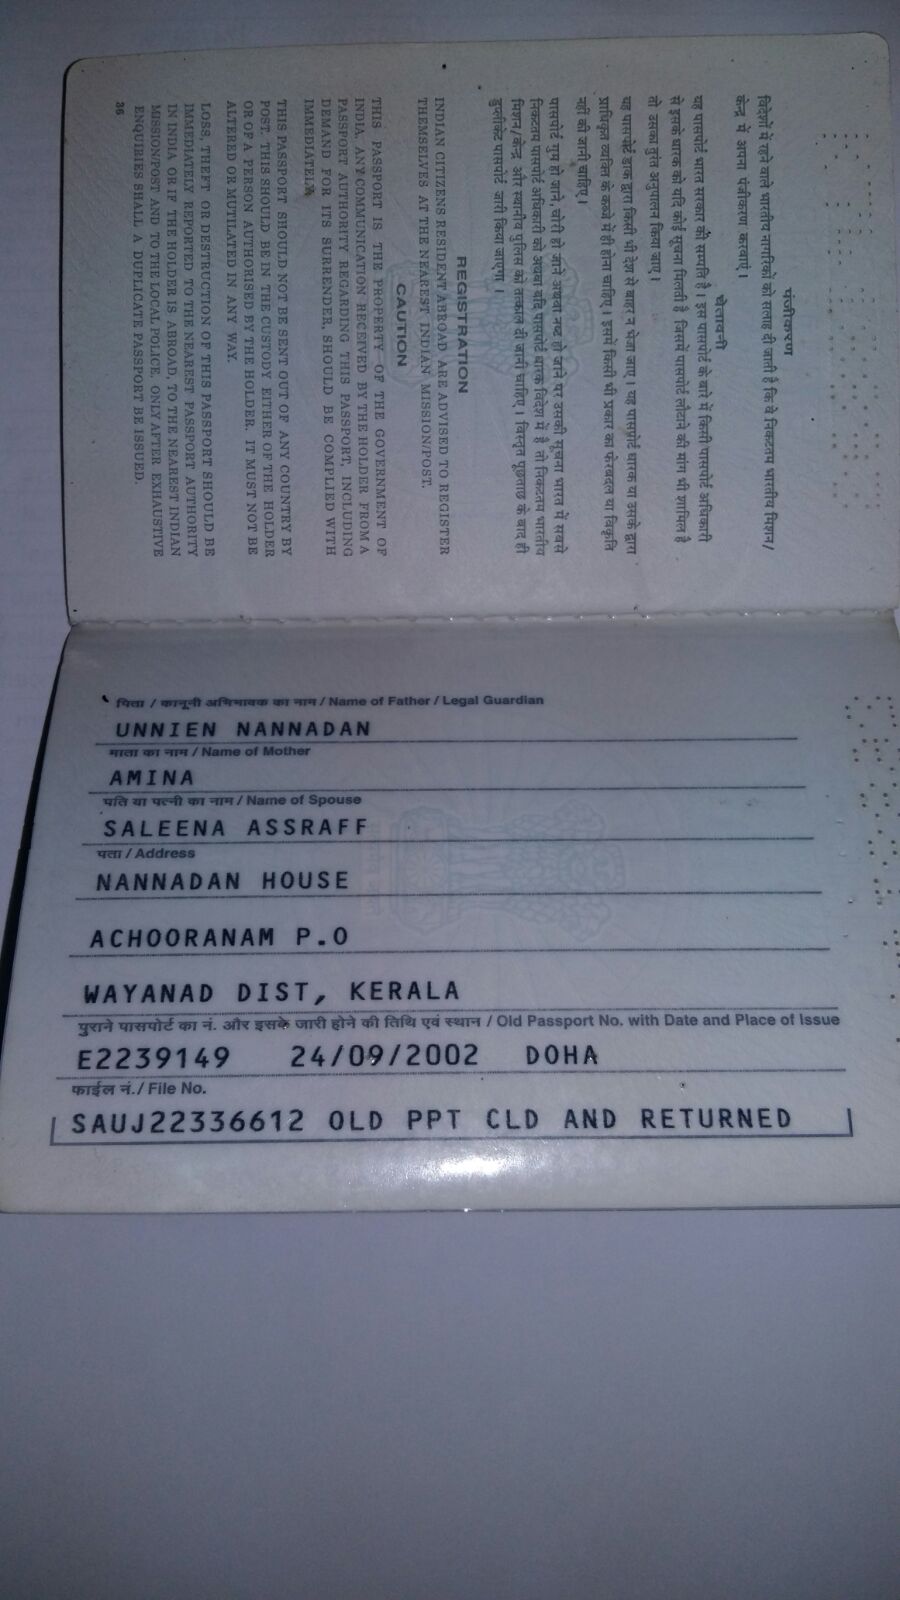 पंजीकरण
विदेशों में रहने वाले भारतीय नागरिकों को सलाह दी जाती है कि वे निकटतम भारतीय मिशन/
केन्द्र में अपना पंजीकरण करवाएं।
चेतावनी
यह पासपोर्ट भारत सरकार की सम्पति है। इस पासपोर्ट के बारे में किसी पासपोर्ट अधिकारी
से इसके धारक को यदि कोई सूचना मिलती है जिसमें पासपोर्ट लौटाने की मांग भी शामिल है
तो उसका तुरंत अनुपालन किया जाए।
यह पासपोर्ट डाक द्वारा किसी भी देश से बाहर न भेजा जाए। यह पासपोर्ट धारक या उसके द्वारा
प्राधिकृत व्यक्ति के कब्जे में ही होना चाहिए। इसमें किसी भी प्रकार का फेरबदल या विकृति
नहीं की जानी चाहिए।
पासपोर्ट गुम हो जाने, चोरी हो जाने अथवा नष्ट हो जाने पर उसकी सूचना भारत में सबसे
निकटतम पासपोर्ट अधिकारी को अथवा यदि पासपोर्ट धारक विदेश में है तो निकटतम भारतीय
मिशन/केन्द्र और स्थानीय पुलिस को तत्काल दी जानी चाहिए। विस्तृत पूछताछ के बाद ही
डुप्लीकेट पासपोर्ट जारी किया जाएगा।
REGISTRATION
INDIAN CITIZENS RESIDENT ABROAD ARE ADVISED TO REGISTER
THEMSELVES AT THE NEAREST INDIAN MISSION/POST.
CAUTION
THIS PASSPORT IS THE PROPERTY OF THE GOVERNMENT OF
INDIA. ANY COMMUNICATION RECEIVED BY THE HOLDER FROM A
PASSPORT AUTHORITY REGARDING THIS PASSPORT, INCLUDING
DEMAND FOR ITS SURRENDER, SHOULD BE COMPLIED WITH
IMMEDIATELY.
THIS PASSPORT SHOULD NOT BE SENT OUT OF ANY COUNTRY BY
POST. THIS SHOULD BE IN THE CUSTODY EITHER OF THE HOLDER
OR OF A PERSON AUTHORISED BY THE HOLDER. IT MUST NOT BE
ALTERED OR MUTILATED IN ANY WAY.
LOSS, THEFT OR DESTRUCTION OF THIS PASSPORT SHOULD BE
IMMEDIATELY REPORTED TO THE NEAREST PASSPORT AUTHORITY
IN INDIA OR IF THE HOLDER IS ABROAD, TO THE NEAREST INDIAN
MISSION/POST AND TO THE LOCAL POLICE. ONLY AFTER EXHAUSTIVE
ENQUIRIES SHALL A DUPLICATE PASSPORT BE ISSUED.
36
पिता / कानूनी अभिभावक का नाम / Name of Father / Legal Guardian
UNNIEN NANNADAN
माता का नाम / Name of Mother
AMINA
पति या पत्नी का नाम / Name of Spouse
SALEENA ASSRAFF
पता / Address
NANNADAN HOUSE
ACHOORANAM P.O
WAYANAD DIST, KERALA
पुराने पासपोर्ट का नं. और इसके जारी होने की तिथि एवं स्थान / Old Passport No. with Date and Place of Issue
E2239149 24/09/2002 DOHA
फाईल नं./ File No.
SAUJ22336612 OLD PPT CLD AND RETURNED